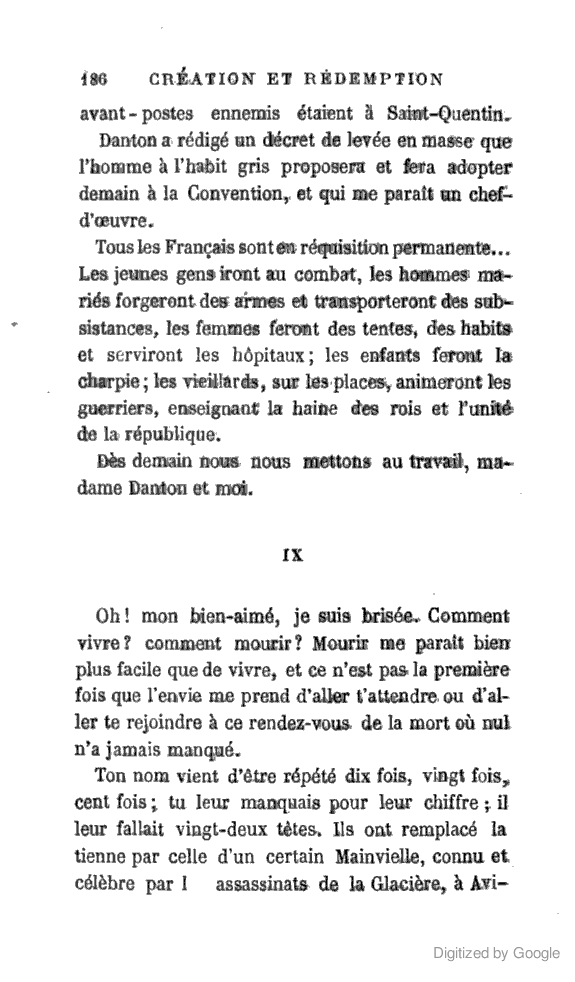 186 CRÉATION ET RÉDEMPTION
avant-postes ennemis étaient à Saint-Quentin.
Danton a rédigé un décret de levée en masse que
l'homme à l'habit gris proposera et fera adopter
demain à la Convention, et qui me paraît un chef-
d'œuvre.
Tous les Français sont en réquisition permanente...
Les jeunes gens iront au combat, les hommes ma-
riés forgeront des armes et transporteront des sub-
sistances, les femmes feront des tentes, des habits
et serviront les hôpitaux; les enfants feront la
charpie; les vieillards, sur les places, animeront les
guerriers, enseignant la haine des rois et l'unité
de la république.
Dès demain nous nous mettons au travail, ma-
dame Danton et moi.
IX
Oh! mon bien-aimé, je suis brisée. Comment
vivre? comment mourir? Mourir me paraît bien
plus facile que de vivre, et ce n'est pas la première
fois que l'envie me prend d'aller t'attendre ou d'al-
ler te rejoindre à ce rendez-vous de la mort où nul
n'a jamais manqué.
Ton nom vient d'être répété dix fois, vingt fois,
cent fois; tu leur manquais pour leur chiffre; il
leur fallait vingt-deux têtes. Ils ont remplacé la
tienne par celle d'un certain Mainvielle, connu et
célèbre par l assassinats de la Glacière, à Avi-
Digitized by Google